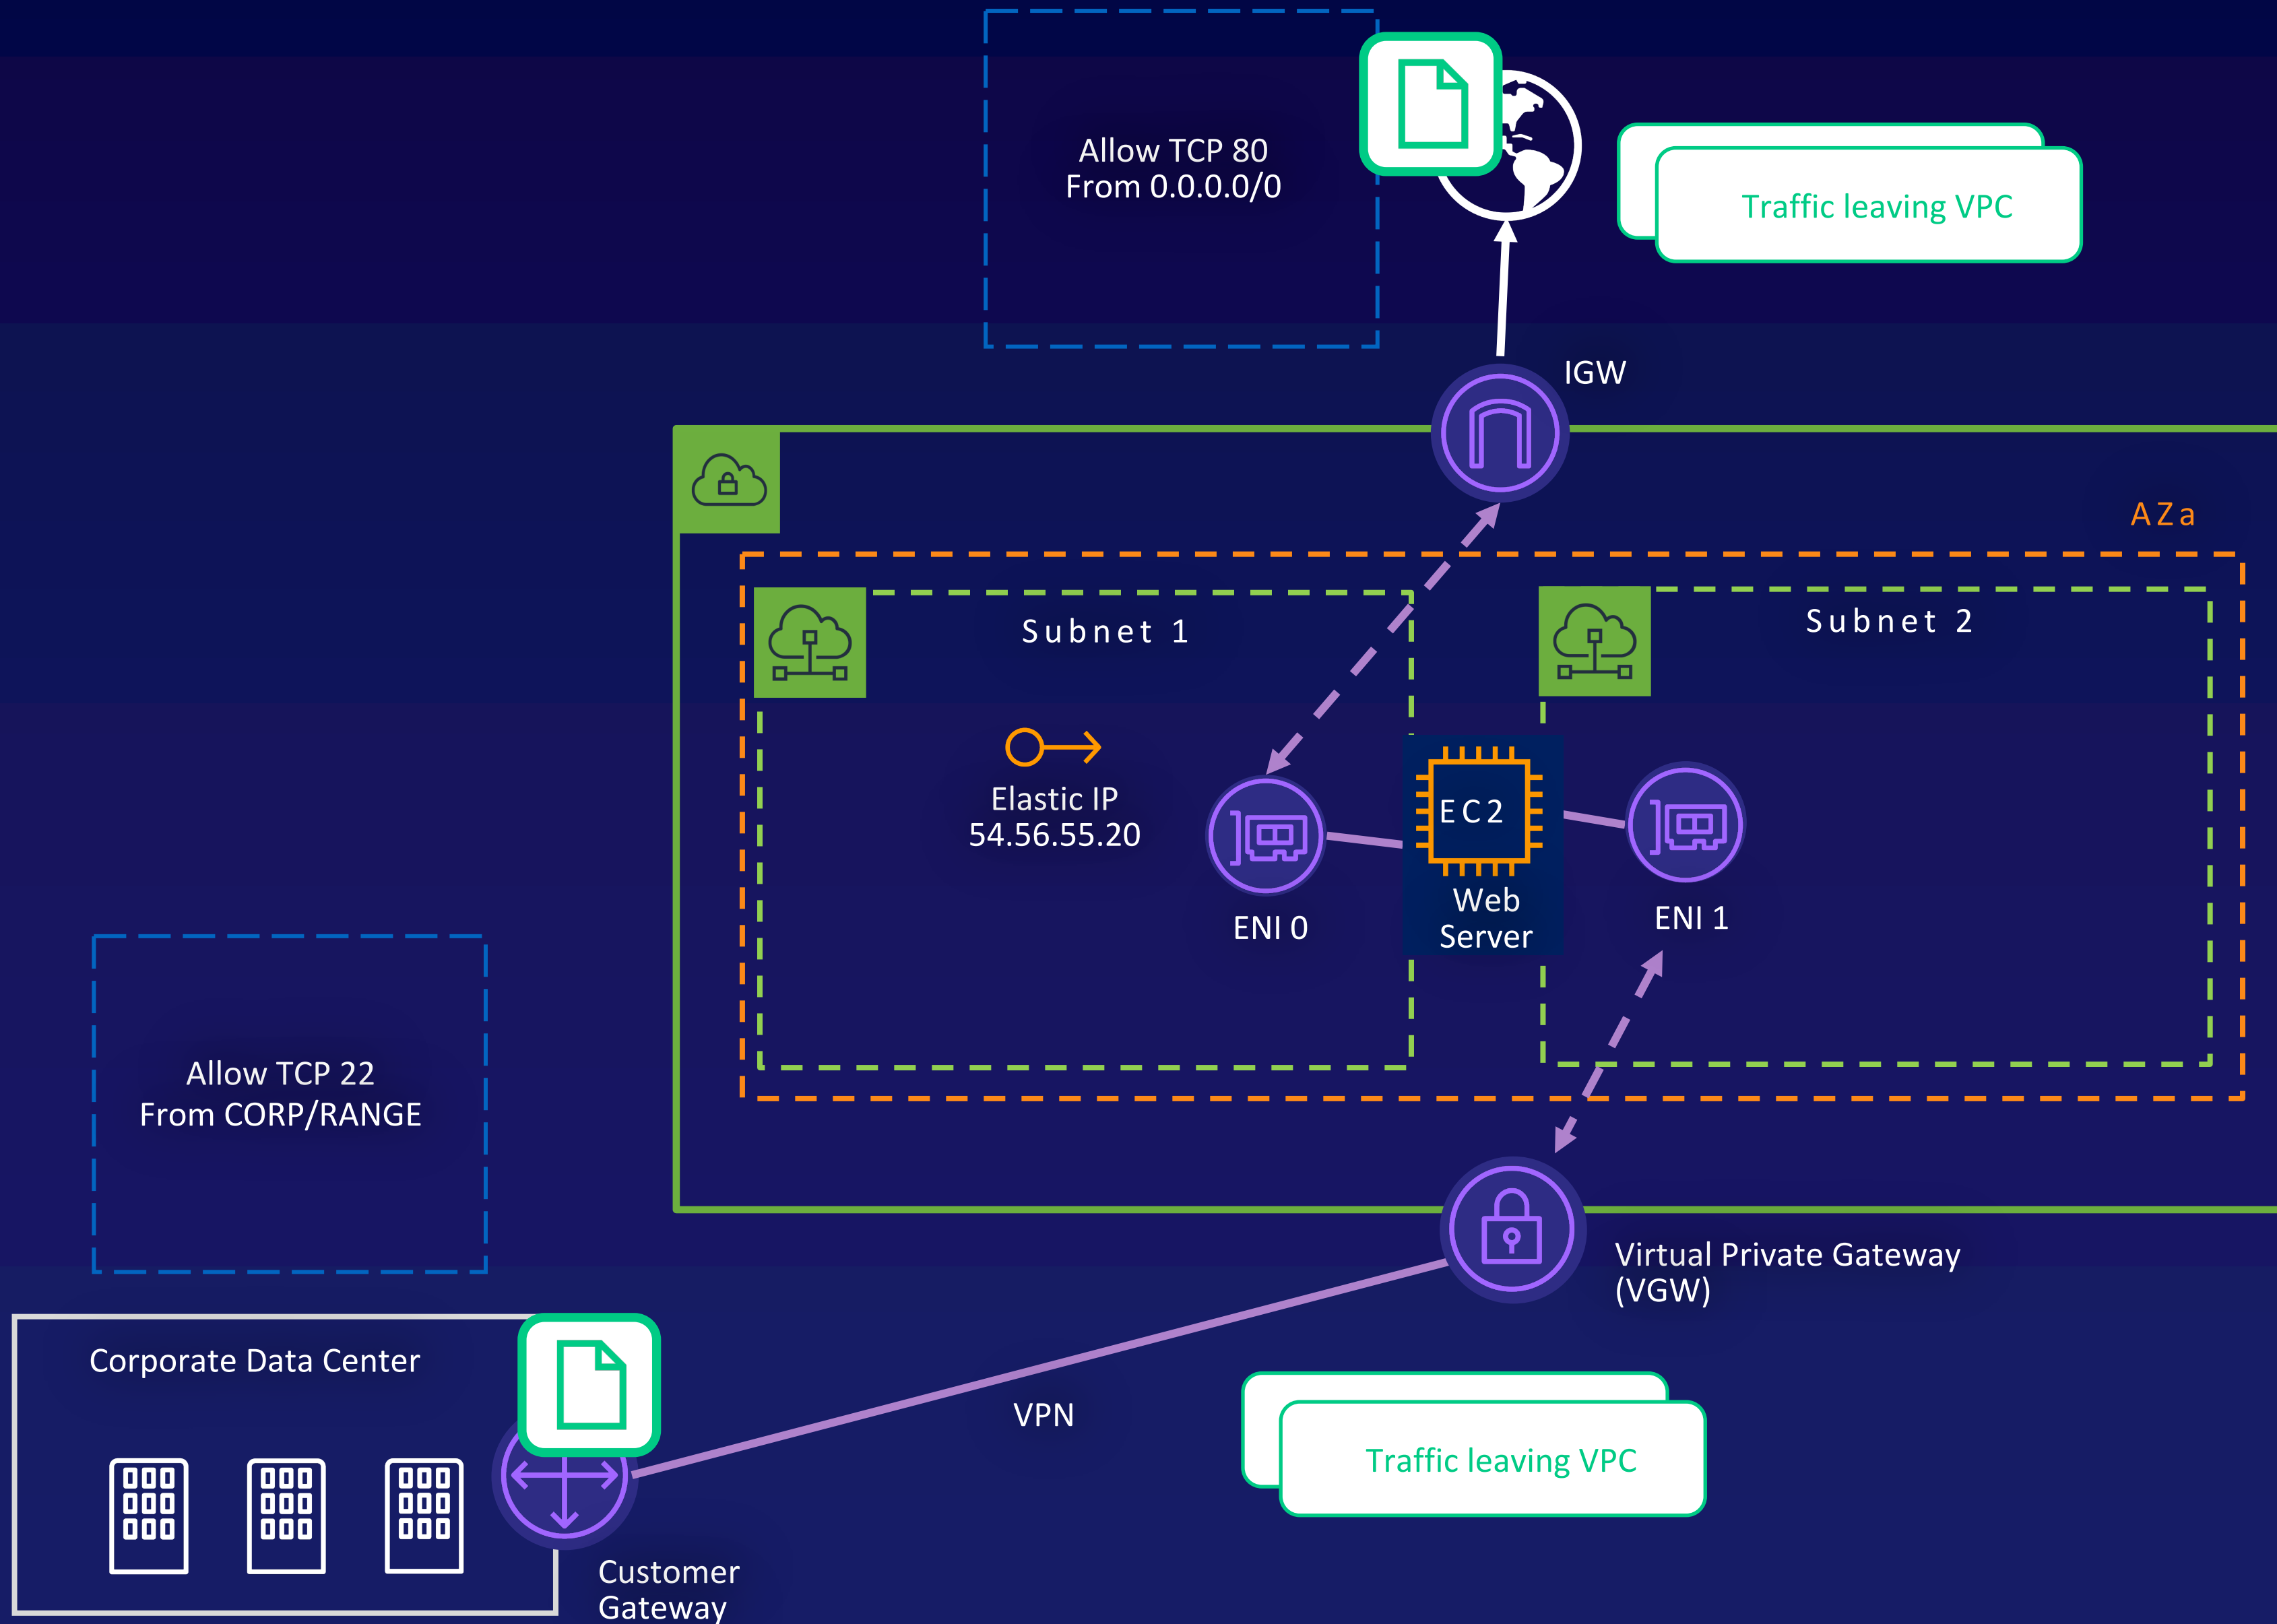 Allow TCP 80
From 0.0.0.0/0
Traffic leaving VPC
IGW
AZa
Subnet 1
Subnet 2
Elastic IP
54.56.55.20
EC2
Web
Server
ENI 0
ENI 1
Allow TCP 22
From CORP/RANGE
Virtual Private Gateway
(VGW)
Corporate Data Center
VPN
Traffic leaving VPC
Customer
Gateway